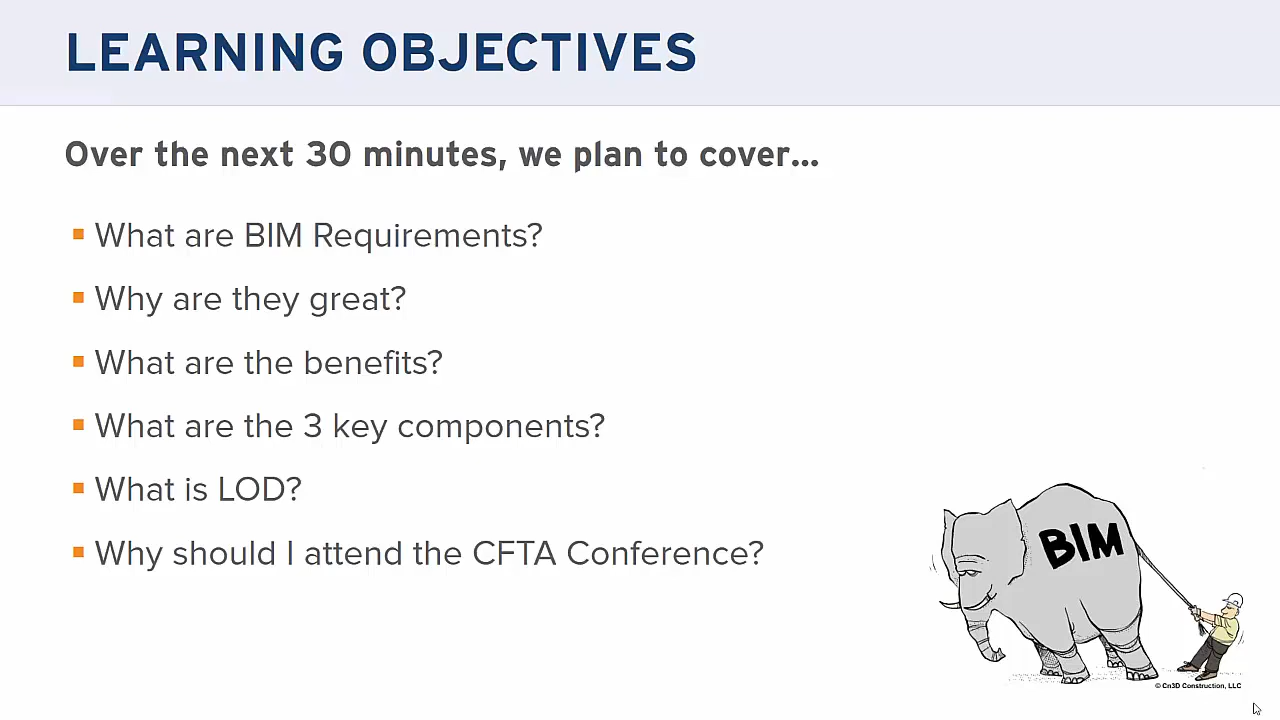 LEARNING OBJECTIVES
Over the next 30 minutes, we plan to cover...
What are BIM Requirements?
Why are they great?
What are the benefits?
What are the 3 key components?
What is LOD?
Why should I attend the CFTA Conference?
BIM
© Cn3D Construction, LLC